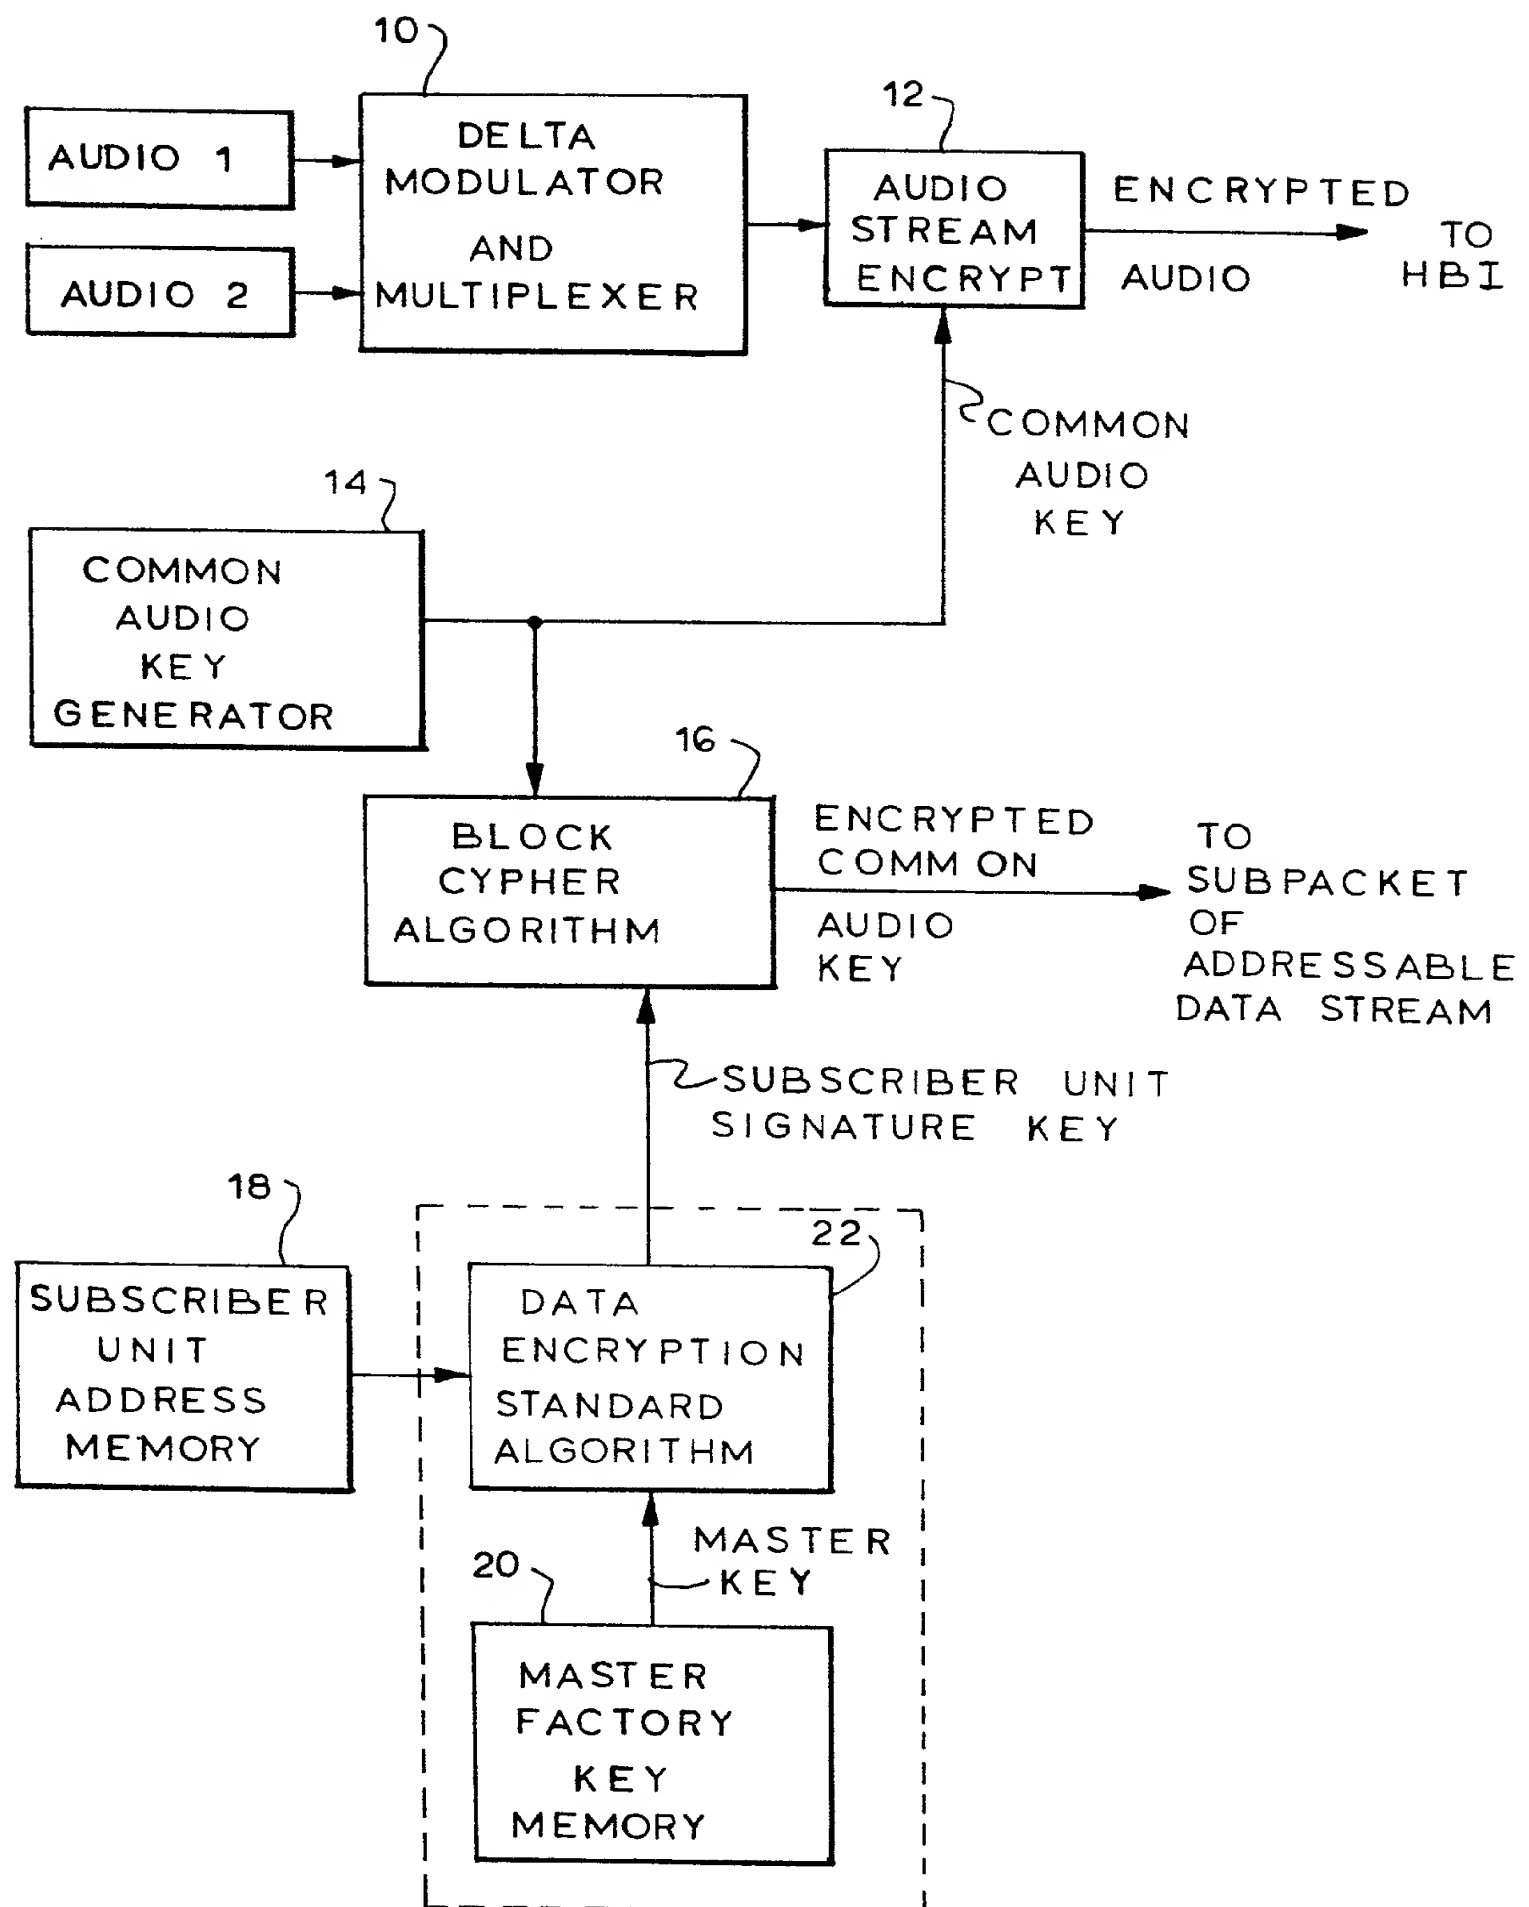 10
AUDIO 1
DELTA
MODULATOR
AND
MULTIPLEXER
AUDIO 2
12
AUDIO
STREAM
ENCRYPT
ENCRYPTED
AUDIO
TO
HBI
COMMON
AUDIO
KEY
14
COMMON
AUDIO
KEY
GENERATOR
16
BLOCK
CYPHER
ALGORITHM
ENCRYPTED
COMMON
AUDIO
KEY
TO
SUBPACKET
OF
ADDRESSABLE
DATA STREAM
SUBSCRIBER UNIT
SIGNATURE KEY
18
SUBSCRIBER
UNIT
ADDRESS
MEMORY
22
DATA
ENCRYPTION
STANDARD
ALGORITHM
MASTER
KEY
20
MASTER
FACTORY
KEY
MEMORY